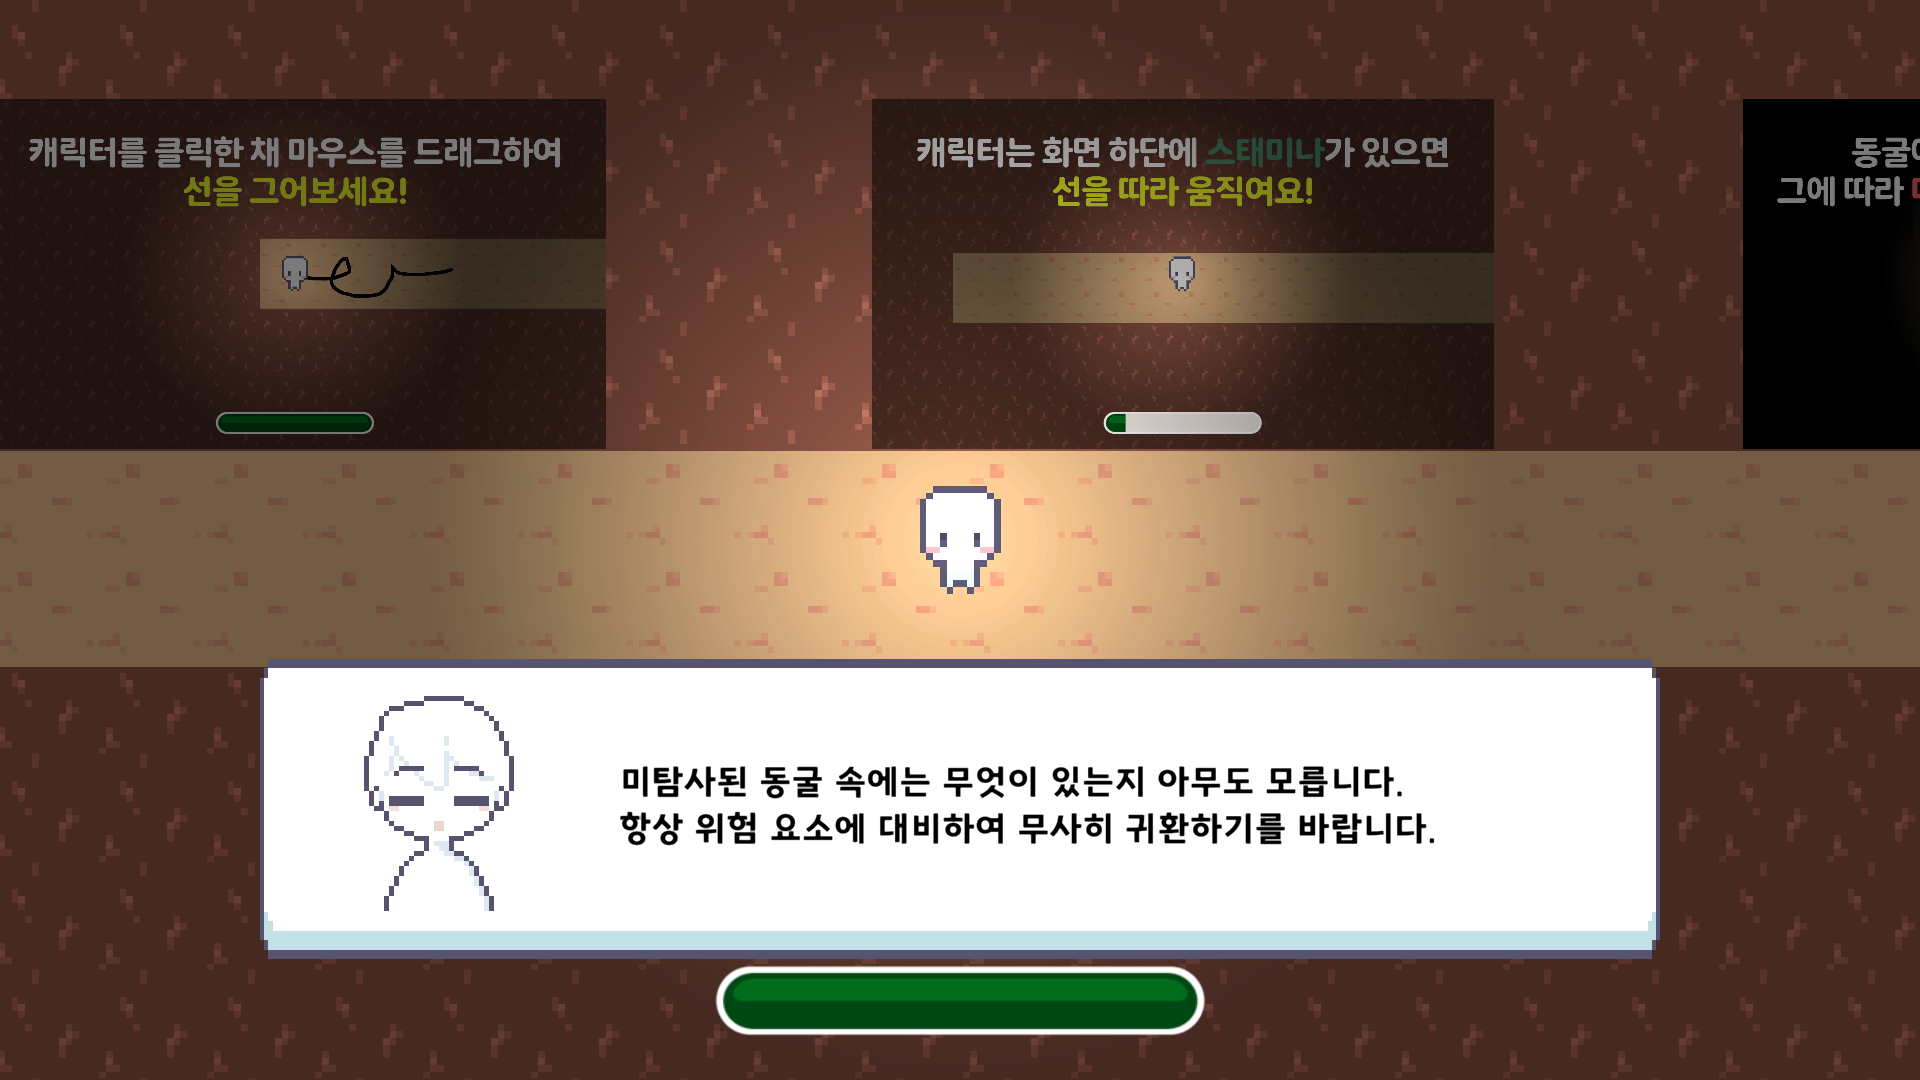 캐릭터를 클릭한 채 마우스를 드래그하여
선을 그어보세요!
캐릭터는 화면 하단에 스태미나가 있으면
선을 따라 움직여요!
그에 따라
미탐사된 동굴 속에는 무엇이 있는지 아무도 모릅니다.
항상 위험 요소에 대비하여 무사히 귀환하기를 바랍니다.